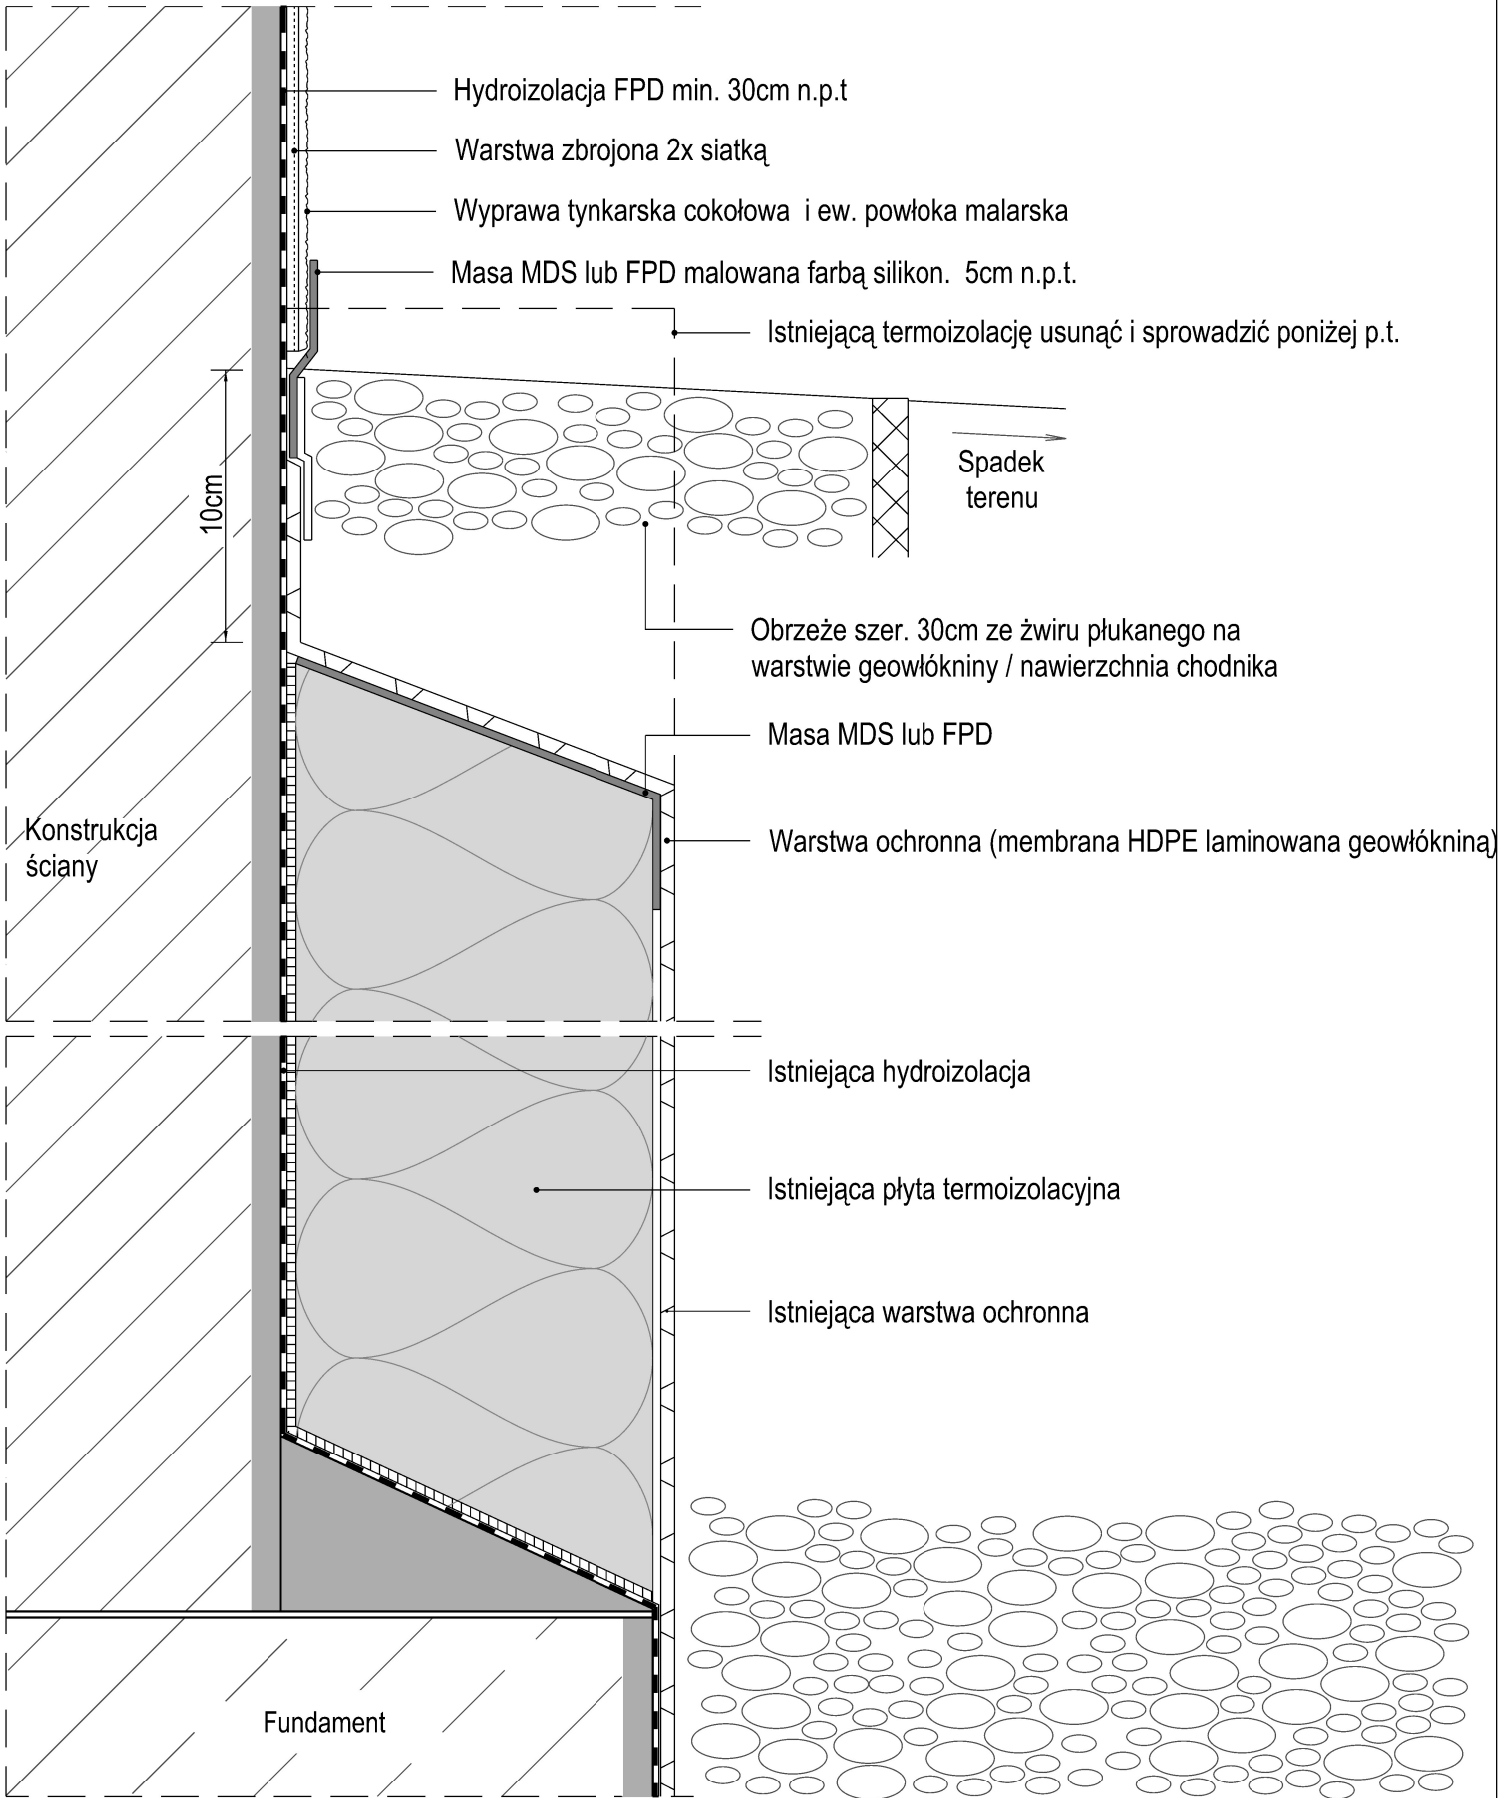 Hydroizolacja FPD min. 30cm n.p.t
Warstwa zbrojona 2x siatką
Wyprawa tynkarska cokołowa i ew. powłoka malarska
Masa MDS lub FPD malowana farbą silikon. 5cm n.p.t.
Istniejącą termoizolację usunąć i sprowadzić poniżej p.t.
Spadek
terenu
10cm
Obrzeże szer. 30cm ze żwiru płukanego na
warstwie geowłókniny / nawierzchnia chodnika
Masa MDS lub FPD
Konstrukcja
ściany
Warstwa ochronna (membrana HDPE laminowana geowłókniną)
Istniejąca hydroizolacja
Istniejąca płyta termoizolacyjna
Istniejąca warstwa ochronna
Fundament